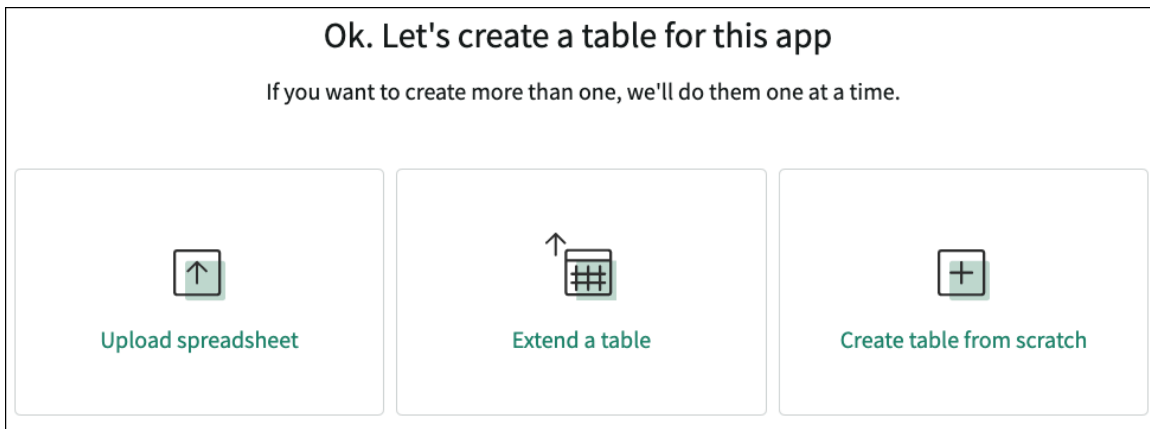 Ok. Let's create a table for this app
If you want to create more than one, we'll do them one at a time.
Upload spreadsheet
Extend a table
Create table from scratch